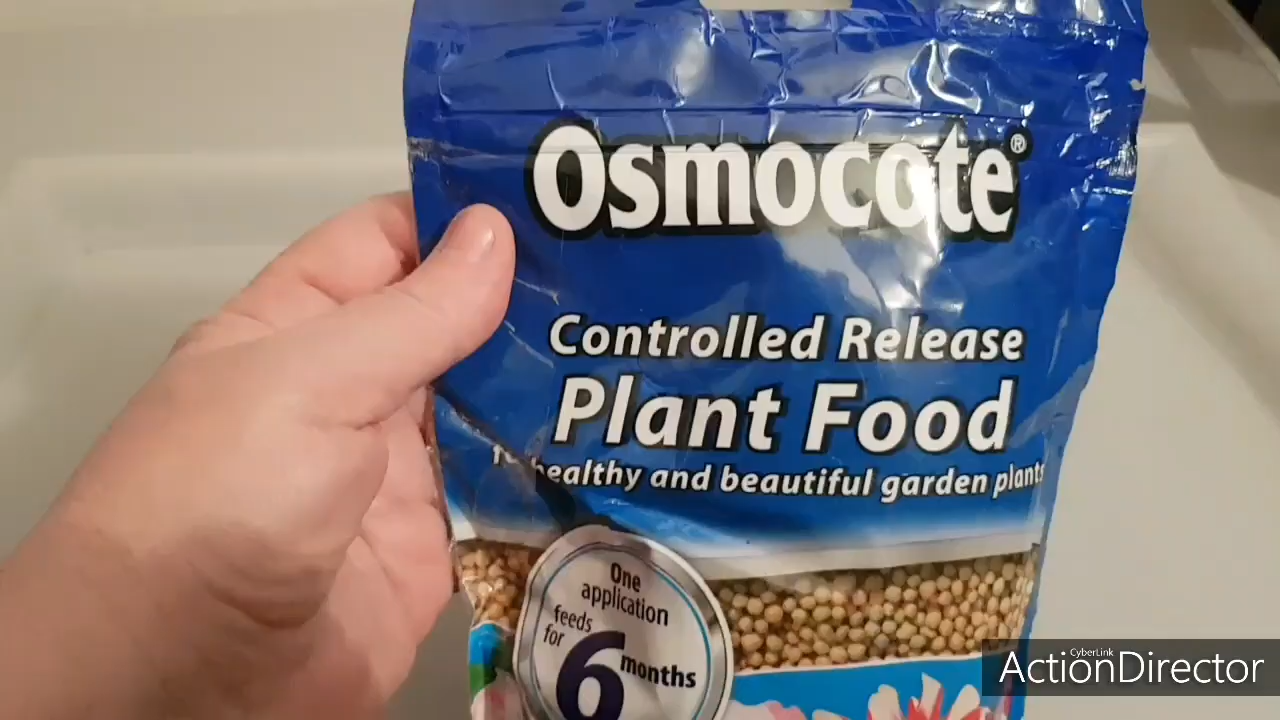 Osmocote®
Controlled Release
Plant Food
healthy and beautiful garden plants
One
application
feeds
for
6 months
CyberLink
ActionDirector